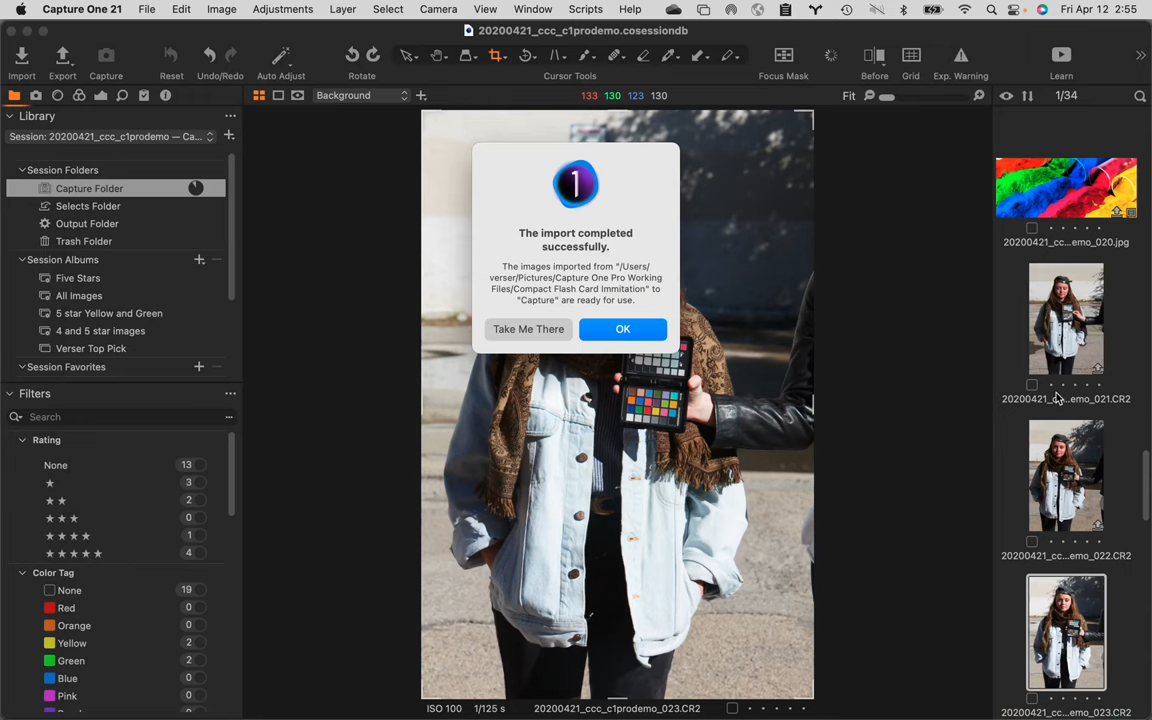 Capture One 21 File Edit Image Adjustments Layer Select Camera View Window Scripts Help Fri Apr 12 2:55
20200421_ccc_c1prodemo.cosessiondb
Import Export Capture Reset Undo/Redo Auto Adjust Rotate Cursor Tools Focus Mask Before Grid Exp. Warning Learn
Background 133 130 123 130 Fit 1/34
Library
Session: 20200421_ccc_c1prodemo — Ca...
Session Folders
Capture Folder
Selects Folder
Output Folder
Trash Folder
Session Albums
Five Stars
All Images
5 star Yellow and Green
4 and 5 star images
Verser Top Pick
Session Favorites
Filters
Search
Rating
None 13
3
2
0
1
4
Color Tag
None 19
Red 0
Orange 0
Yellow 2
Green 2
Blue 0
Pink 0
1
The import completed
successfully.
The images imported from "/Users/
verser/Pictures/Capture One Pro Working
Files/Compact Flash Card Immitation" to
"Capture" are ready for use.
Take Me There OK
ISO 100 1/125 s 20200421_ccc_c1prodemo_023.CR2
20200421_cc...emo_020.jpg
20200421_cc...emo_021.CR2
20200421_cc...emo_022.CR2
20200421_cc...emo_023.CR2